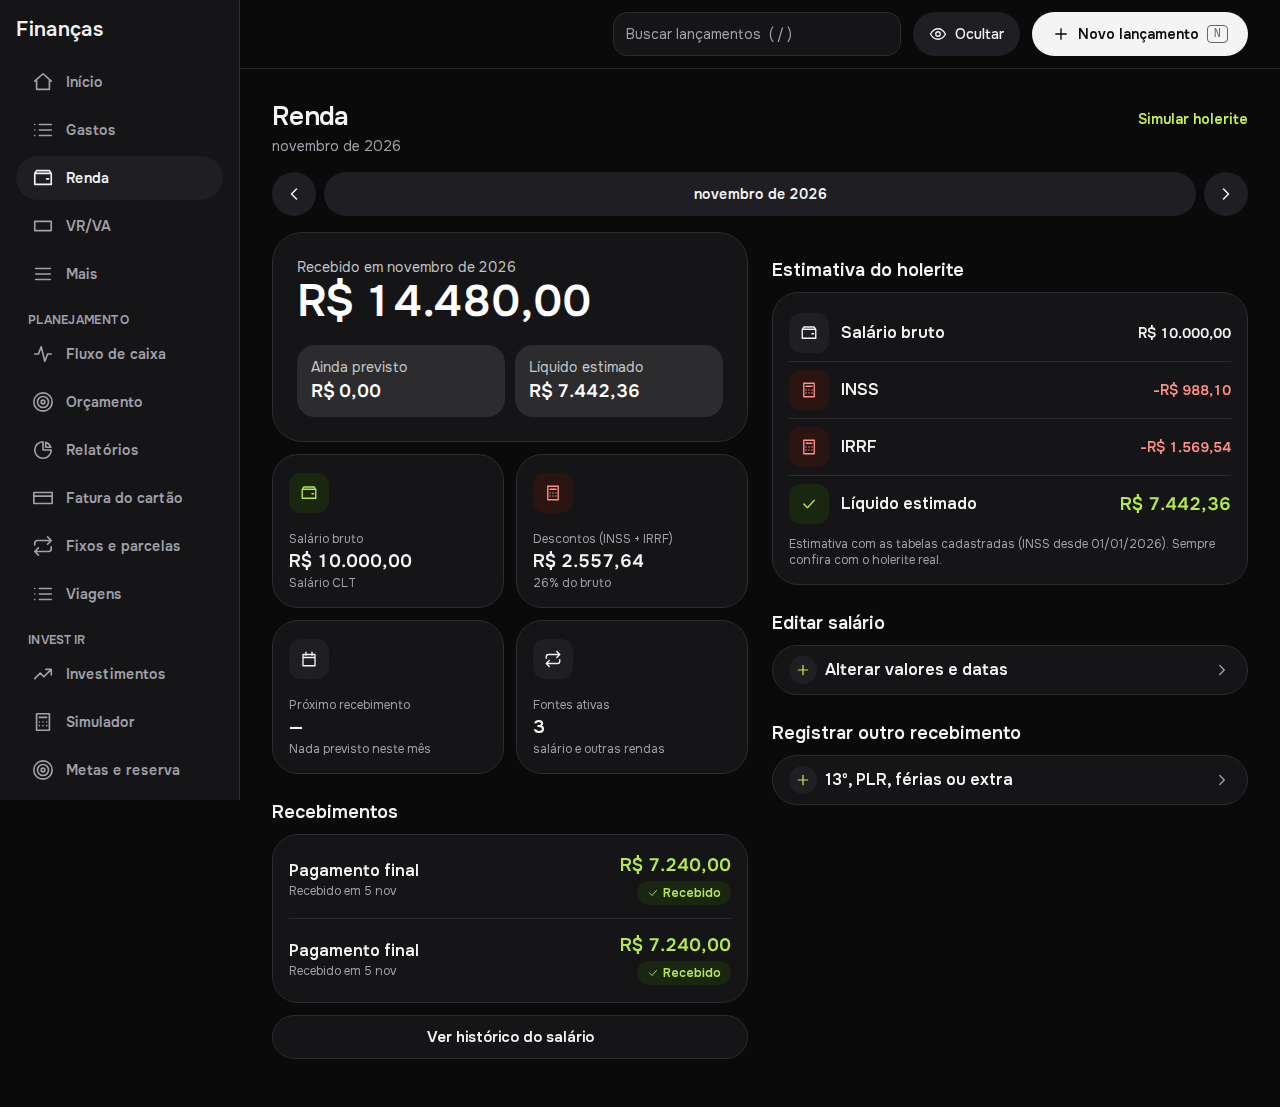 Finanças
Buscar lançamentos ( / )
Ocultar
Novo lançamento N
Início
Gastos
Renda
VR/VA
Mais
PLANEJAMENTO
Fluxo de caixa
Orçamento
Relatórios
Fatura do cartão
Fixos e parcelas
Viagens
INVESTIR
Investimentos
Simulador
Metas e reserva
Renda
novembro de 2026
Simular holerite
novembro de 2026
Recebido em novembro de 2026
R$ 14.480,00
Ainda previsto
R$ 0,00
Líquido estimado
R$ 7.442,36
Salário bruto
R$ 10.000,00
Salário CLT
Descontos (INSS + IRRF)
R$ 2.557,64
26% do bruto
Próximo recebimento
—
Nada previsto neste mês
Fontes ativas
3
salário e outras rendas
Recebimentos
Pagamento final
Recebido em 5 nov
R$ 7.240,00
Recebido
Pagamento final
Recebido em 5 nov
R$ 7.240,00
Recebido
Ver histórico do salário
Estimativa do holerite
Salário bruto R$ 10.000,00
INSS -R$ 988,10
IRRF -R$ 1.569,54
Líquido estimado R$ 7.442,36
Estimativa com as tabelas cadastradas (INSS desde 01/01/2026). Sempre
confira com o holerite real.
Editar salário
Alterar valores e datas
Registrar outro recebimento
13º, PLR, férias ou extra